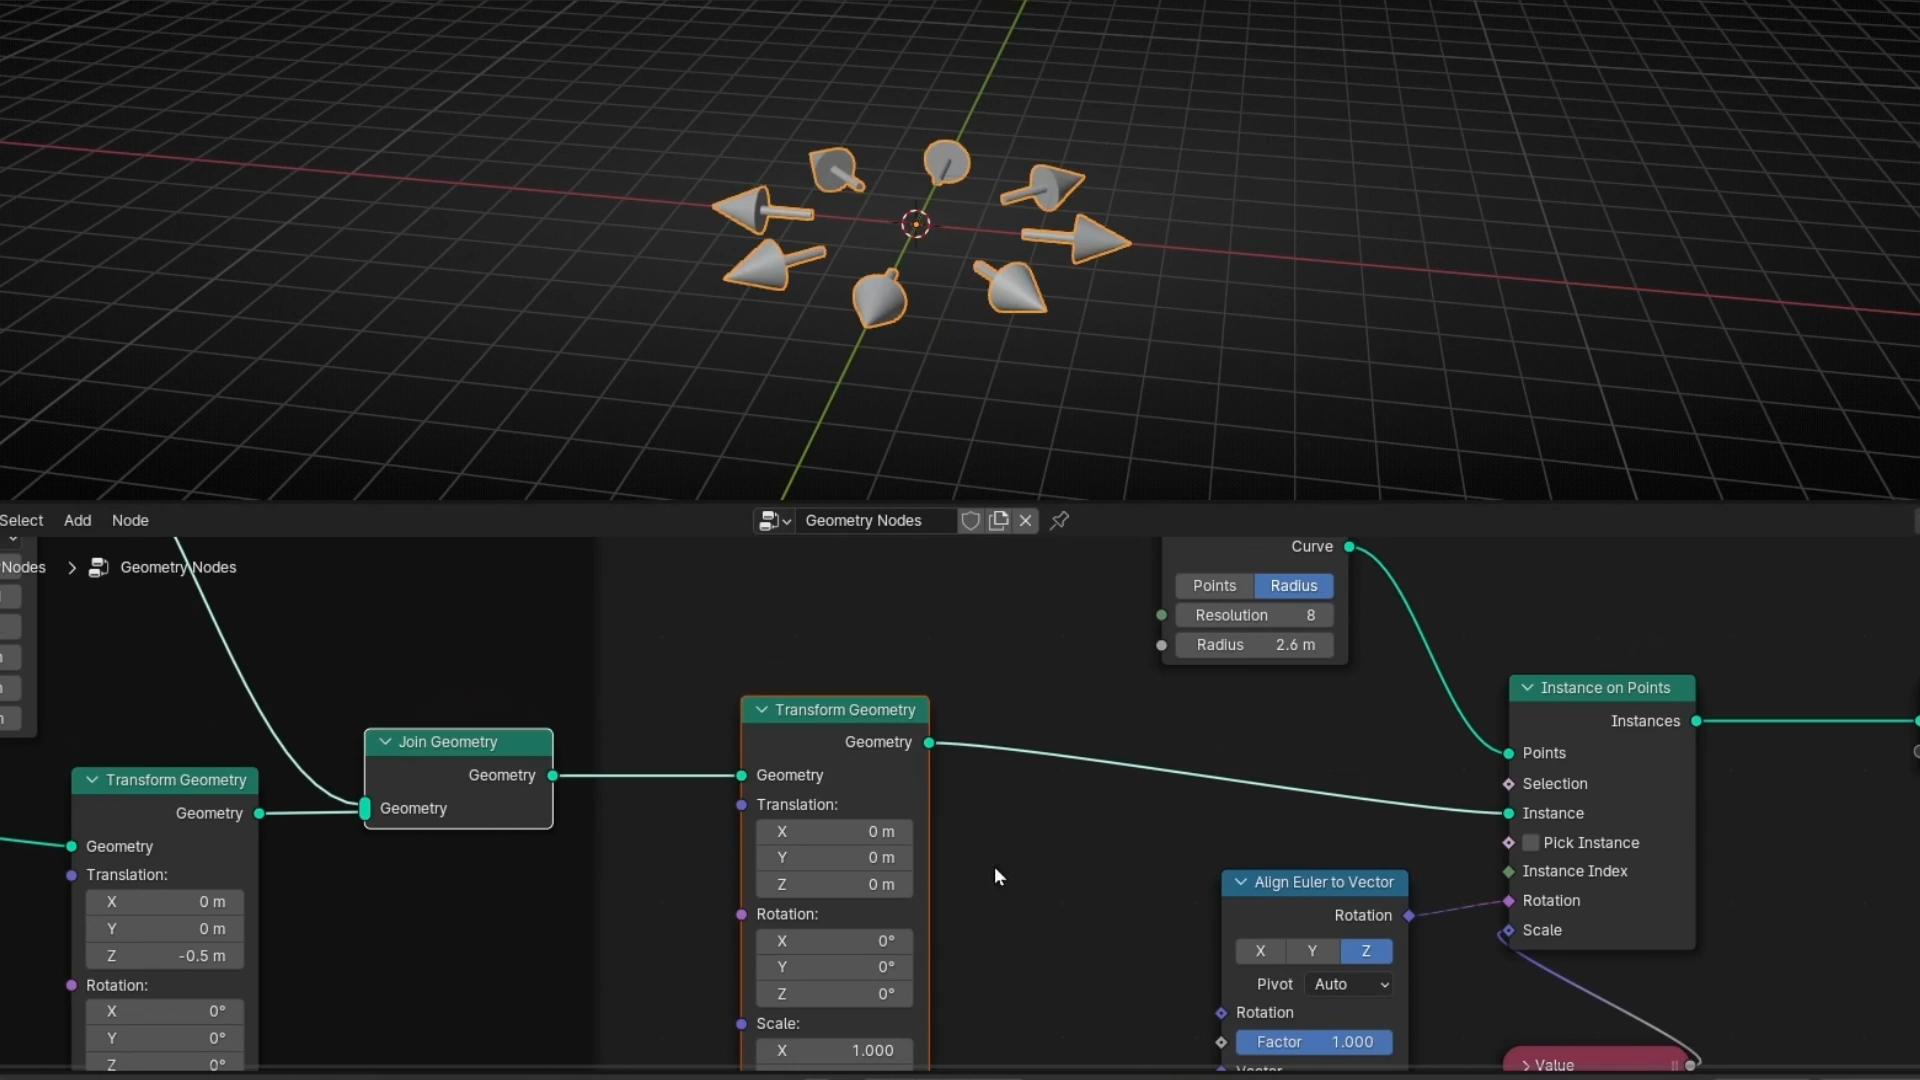 Select Add Node
Geometry Nodes
Nodes > Geometry Nodes
Curve
Points Radius
Resolution 8
Radius 2.6 m
Instance on Points
Instances
Points
Selection
Instance
Pick Instance
Instance Index
Rotation
Scale
Transform Geometry
Geometry
Geometry
Translation:
X 0 m
Y 0 m
Z 0 m
Rotation:
X 0°
Y 0°
Z 0°
Scale:
X 1.000
Join Geometry
Geometry
Geometry
Transform Geometry
Geometry
Geometry
Translation:
X 0 m
Y 0 m
Z -0.5 m
Rotation:
X 0°
Y 0°
Z 0°
Align Euler to Vector
Rotation
X Y Z
Pivot Auto
Rotation
Factor 1.000
Vector
Value